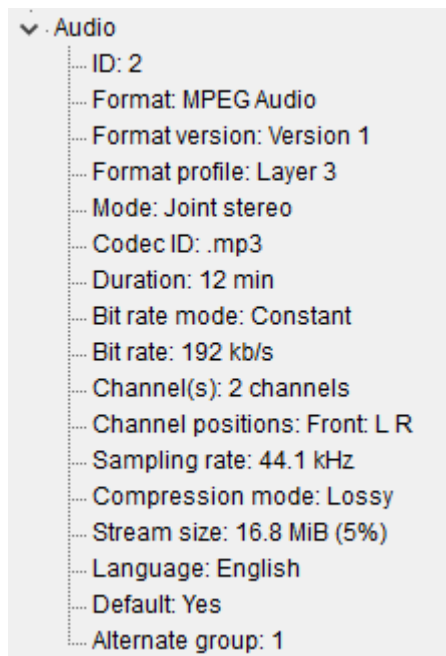 Audio
ID: 2
Format: MPEG Audio
Format version: Version 1
Format profile: Layer 3
Mode: Joint stereo
Codec ID: .mp3
Duration: 12 min
Bit rate mode: Constant
Bit rate: 192 kb/s
Channel(s): 2 channels
Channel positions: Front: L R
Sampling rate: 44.1 kHz
Compression mode: Lossy
Stream size: 16.8 MiB (5%)
Language: English
Default: Yes
Alternate group: 1